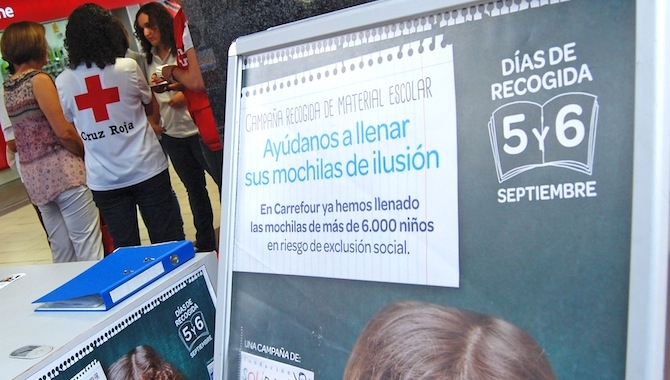 Cruz Roja
CAMPAÑA RECOGIDA DE MATERIAL ESCOLAR
Ayúdanos a llenar
sus mochilas de ilusión
En Carrefour ya hemos llenado
las mochilas de más de 6.000 niños
en riesgo de exclusión social.
DÍAS DE
RECOGIDA
5 Y 6
SEPTIEMBRE
UNA CAMPAÑA DE:
DÍAS DE
RECOGIDA
5 Y 6
SEPTIEMBRE